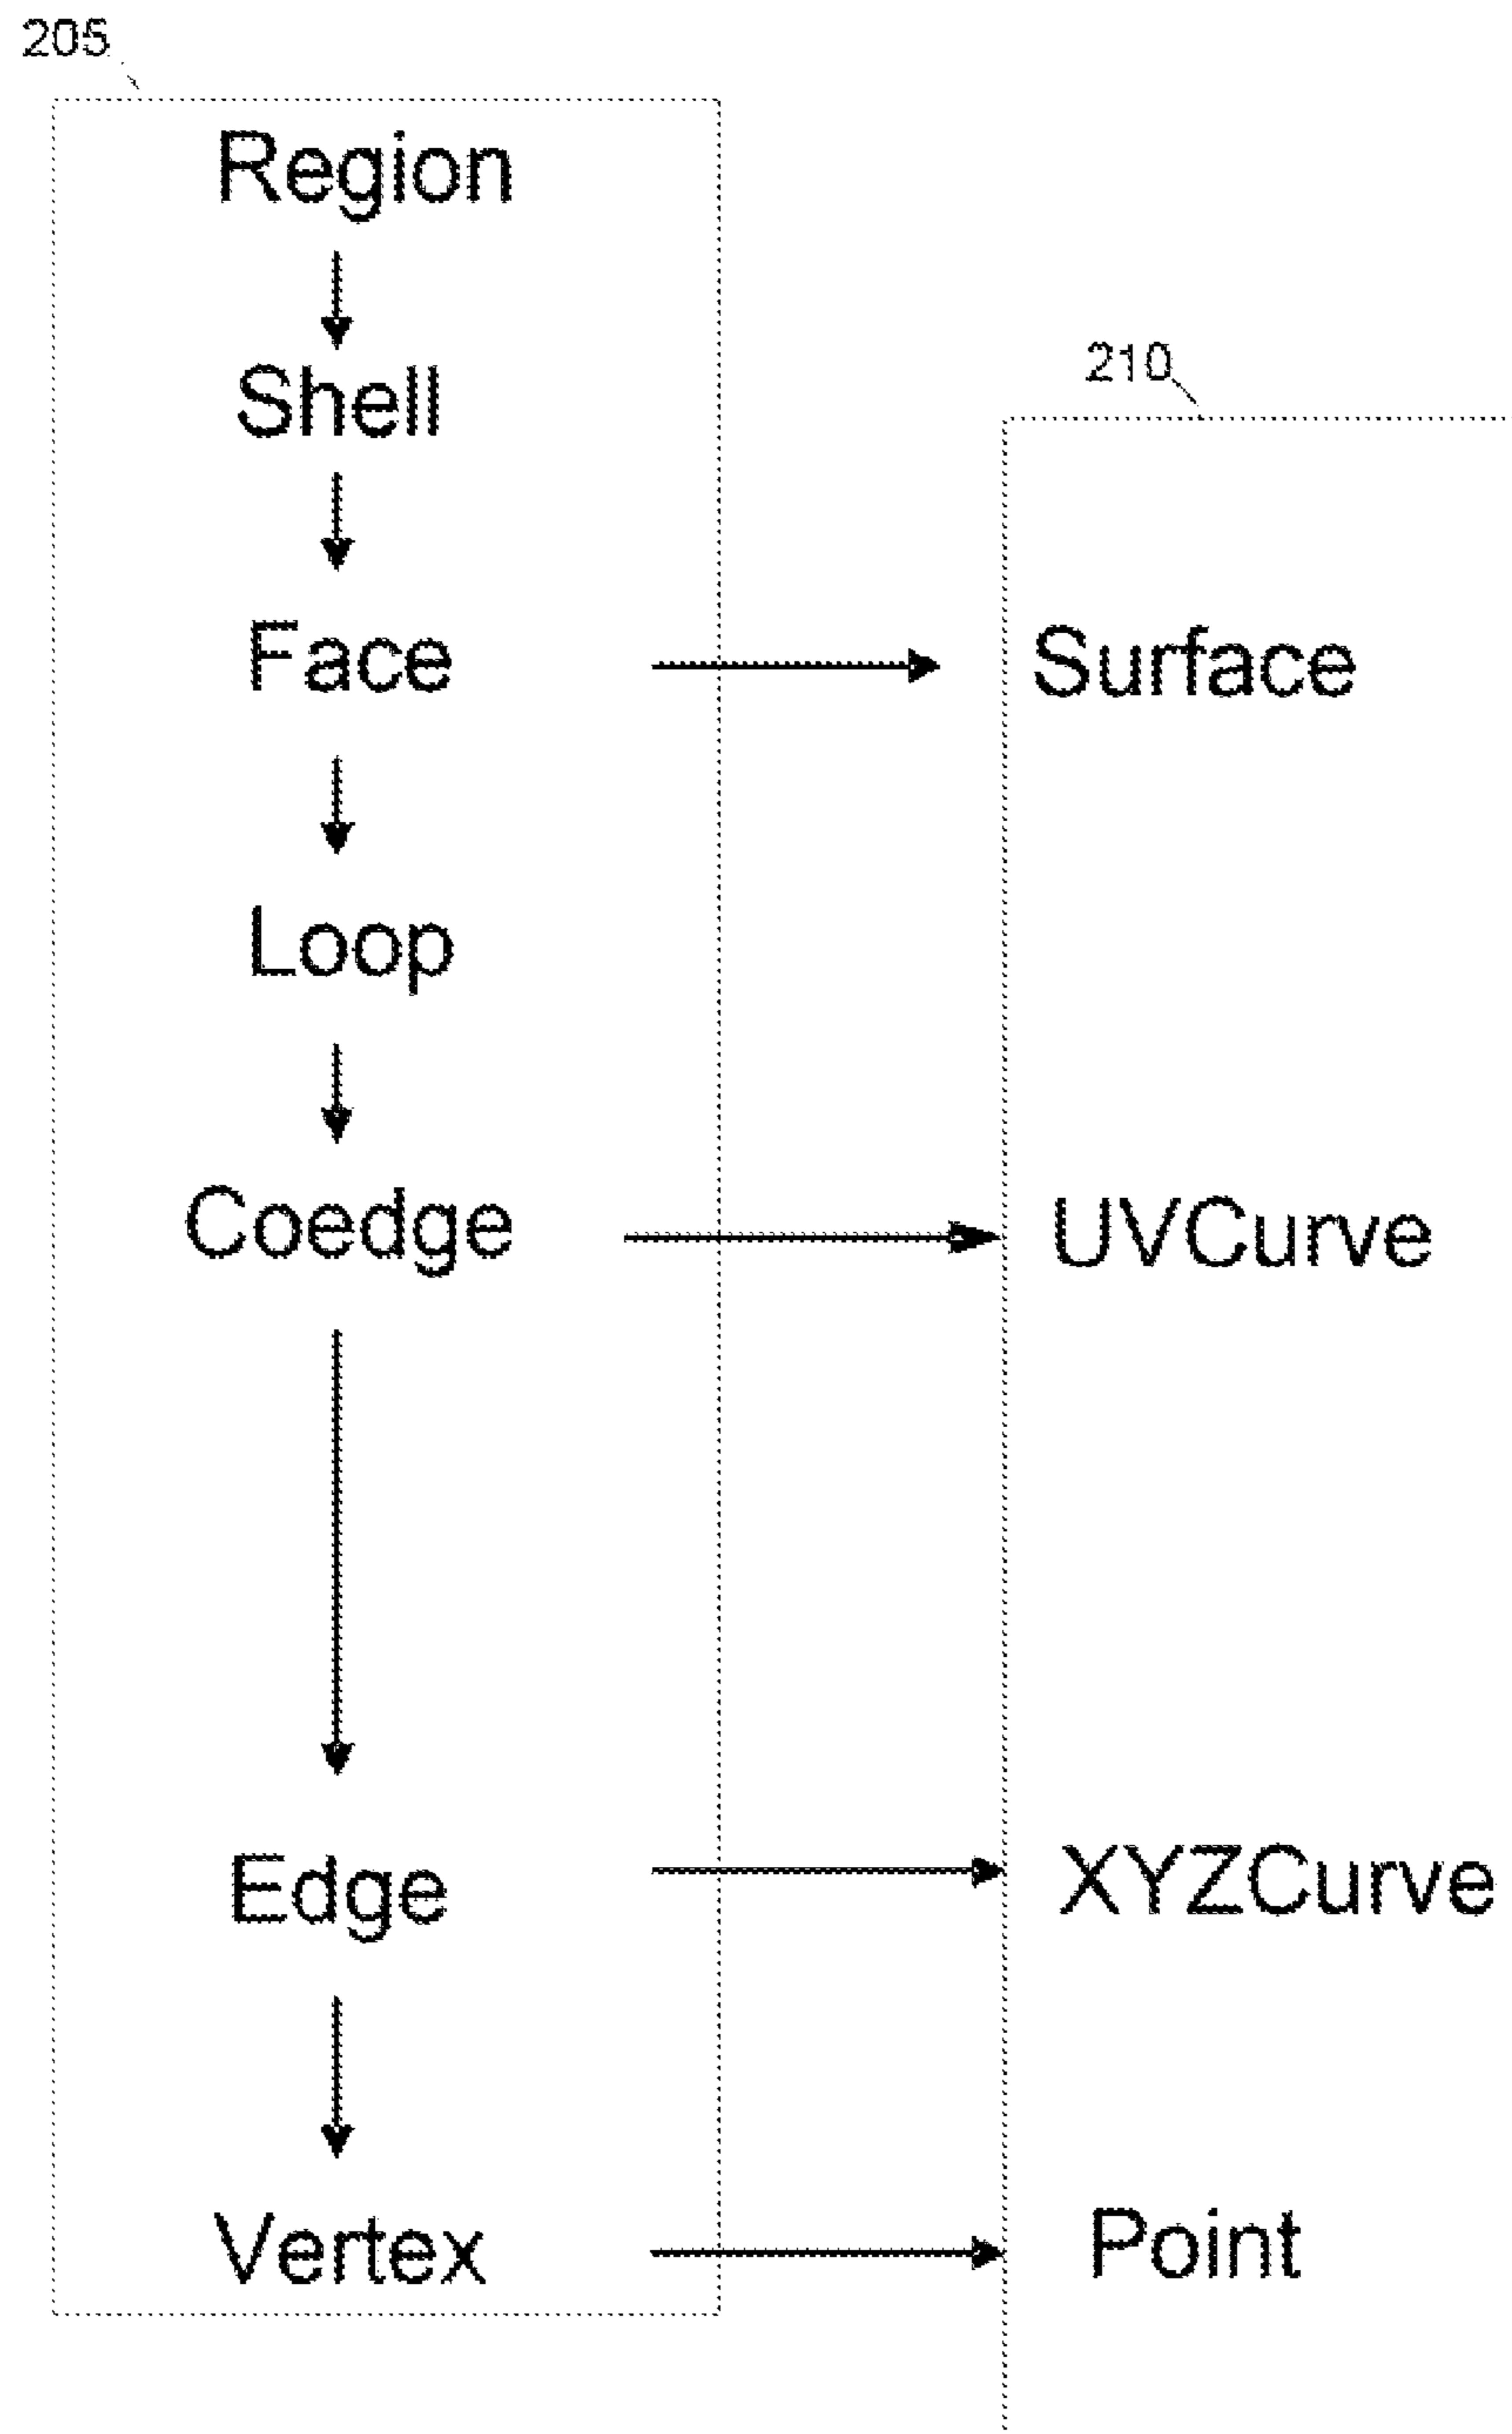 205
Region
Shell
210
Face
Surface
Loop
Coedge
UVCurve
Edge
XYZCurve
Vertex
Point